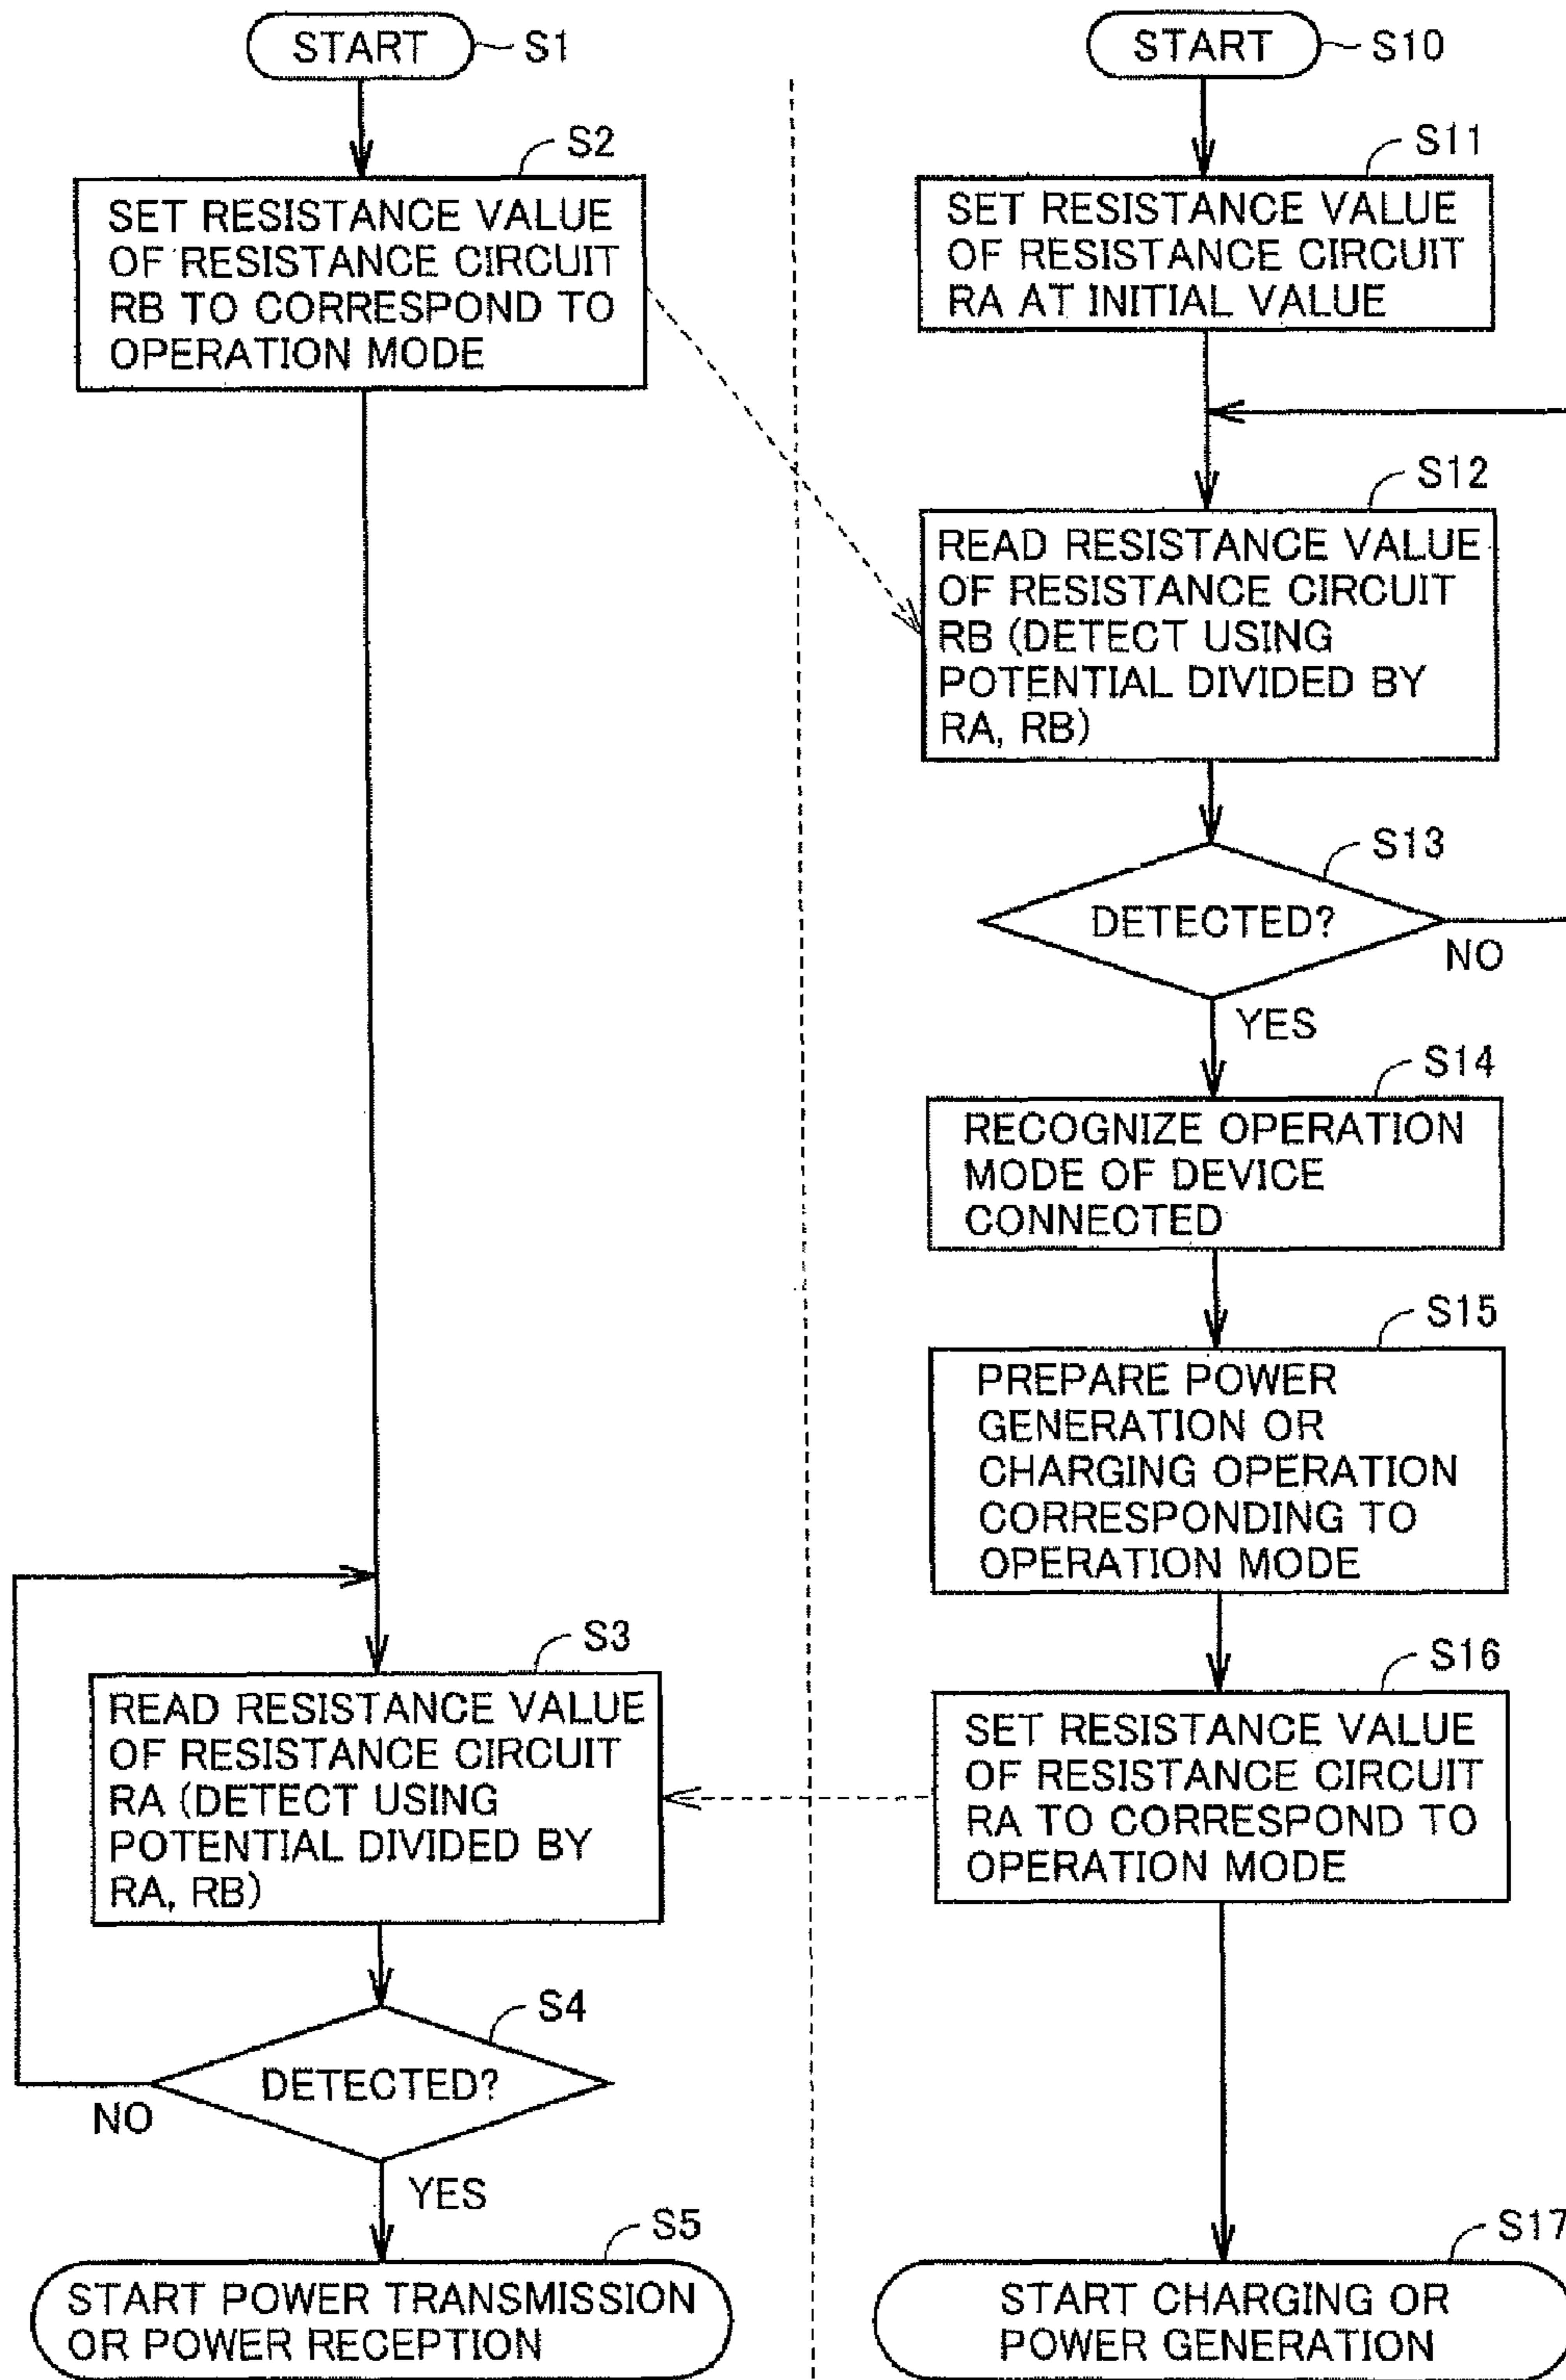 START
S1
S2
SET RESISTANCE VALUE
OF RESISTANCE CIRCUIT
RB TO CORRESPOND TO
OPERATION MODE
S3
READ RESISTANCE VALUE
OF RESISTANCE CIRCUIT
RA (DETECT USING
POTENTIAL DIVIDED BY
RA, RB)
S4
DETECTED?
NO
YES
S5
START POWER TRANSMISSION
OR POWER RECEPTION
START
S10
S11
SET RESISTANCE VALUE
OF RESISTANCE CIRCUIT
RA AT INITIAL VALUE
S12
READ RESISTANCE VALUE
OF RESISTANCE CIRCUIT
RB (DETECT USING
POTENTIAL DIVIDED BY
RA, RB)
S13
DETECTED?
NO
YES
S14
RECOGNIZE OPERATION
MODE OF DEVICE
CONNECTED
S15
PREPARE POWER
GENERATION OR
CHARGING OPERATION
CORRESPONDING TO
OPERATION MODE
S16
SET RESISTANCE VALUE
OF RESISTANCE CIRCUIT
RA TO CORRESPOND TO
OPERATION MODE
S17
START CHARGING OR
POWER GENERATION